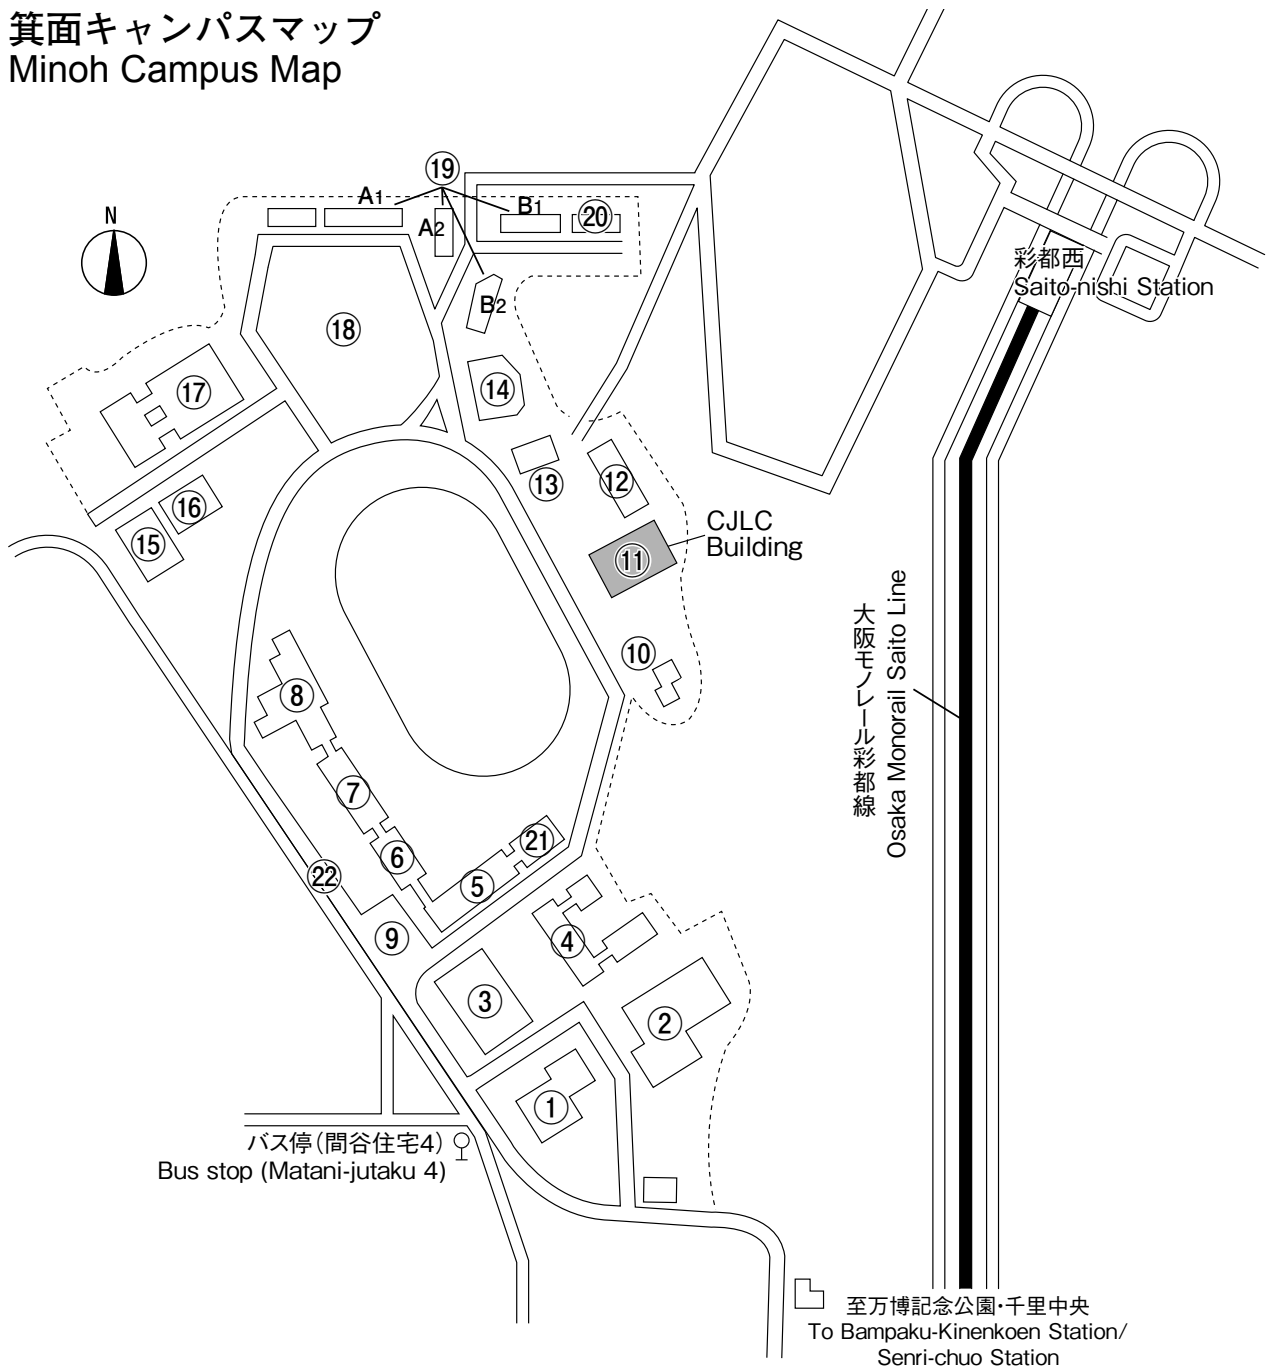 箕面キャンパスマップ
Minoh Campus Map
N
⑲
A1
A2
B1
⑳
B2
彩都西
Saito-nishi Station
⑱
⑰
⑭
⑬
⑫
⑯
⑮
CJLC
Building
⑪
⑩
大阪モノレール彩都線
Osaka Monorail Saito Line
⑧
⑦
⑥
㉑
⑤
㉒
⑨
④
③
②
①
バス停(間谷住宅4)
Bus stop (Matani-jutaku 4)
至万博記念公園・千里中央
To Bampaku-Kinenkoen Station/
Senri-chuo Station